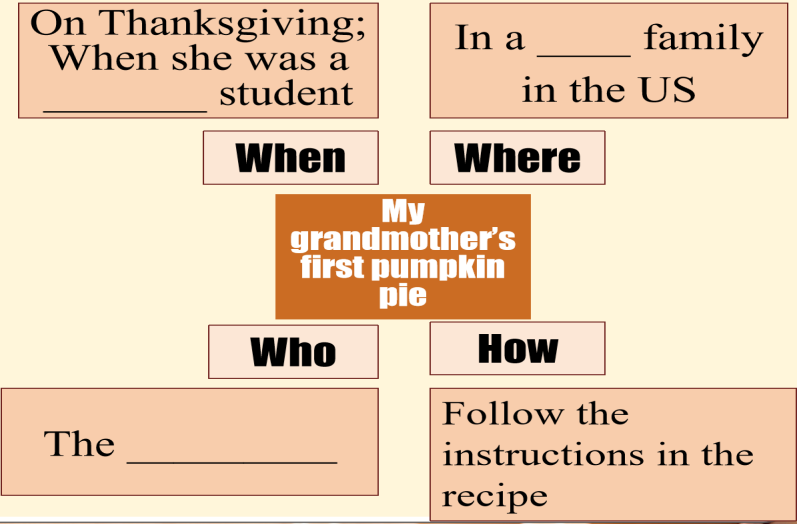 On Thanksgiving;
When she was a
________ student
In a ____ family
in the US
When
Where
My
grandmother's
first pumpkin
pie
Who
How
The __________
Follow the
instructions in the
recipe